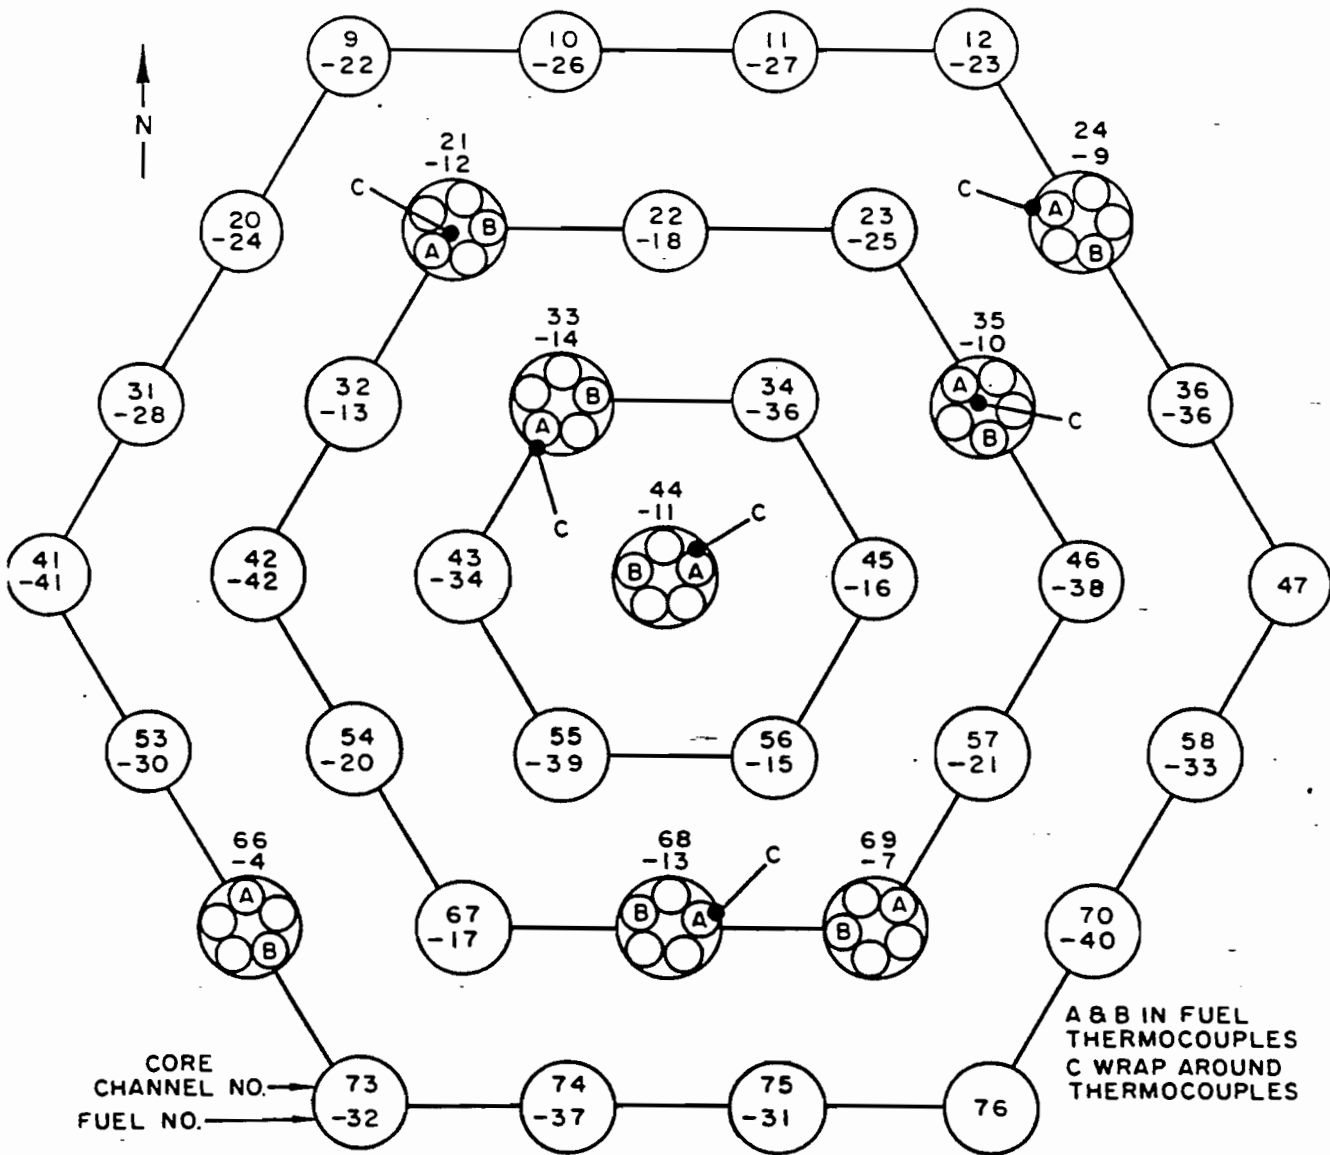 9
-22
10
-26
11
-27
12
-23
N
21
-12
C
B
A
24
-9
C
A
B
20
-24
22
-18
23
-25
33
-14
B
A
C
35
-10
A
B
C
31
-28
32
-13
34
-36
36
-36
44
-11
C
B
A
41
-41
42
-42
43
-34
45
-16
46
-38
47
53
-30
54
-20
55
-39
56
-15
57
-21
58
-33
66
-4
A
B
67
-17
68
-13
C
B
A
69
-7
A
B
70
-40
A & B IN FUEL
THERMOCOUPLES
C WRAP AROUND
THERMOCOUPLES
CORE
CHANNEL NO.
FUEL NO.
73
-32
74
-37
75
-31
76